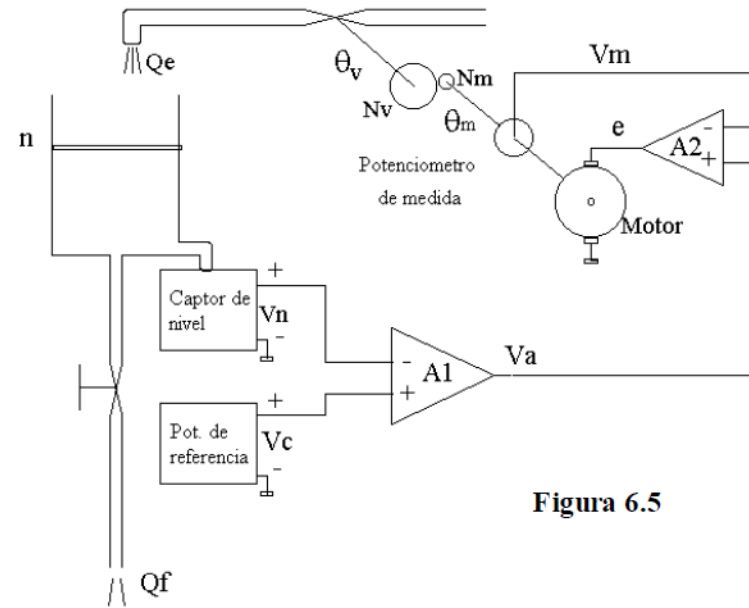 Qe
θv
Nv
Nm
θm
Vm
e
A2
-
+
n
Potenciometro
de medida
Motor
Captor de
nivel
+
Vn
-
-
A1
+
Va
Pot. de
referencia
+
Vc
-
Figura 6.5
Qf